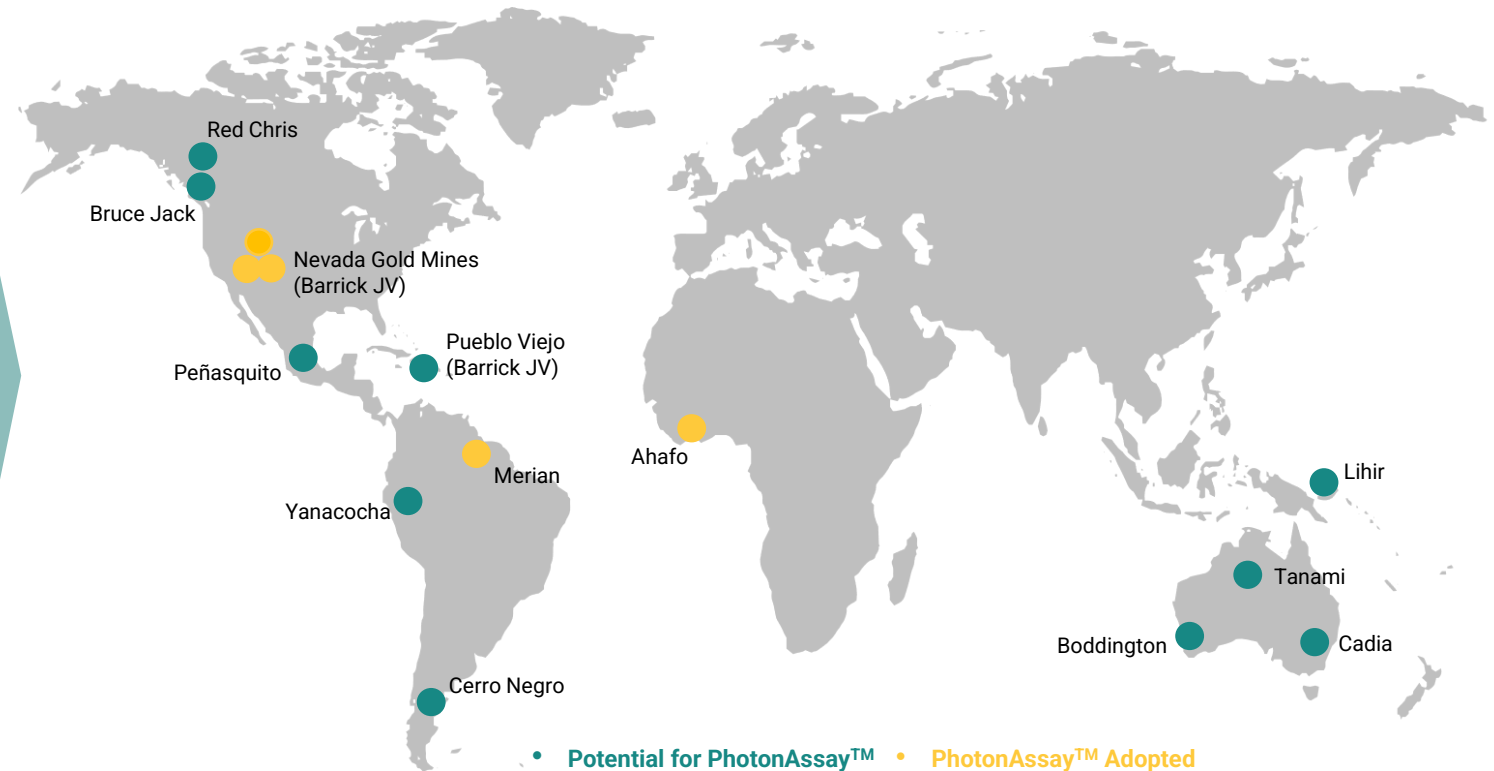 Red Chris
Bruce Jack
Nevada Gold Mines
(Barrick JV)
Pueblo Viejo
(Barrick JV)
Peñasquito
Ahafo
Merian
Lihir
Yanacocha
Tanami
Boddington
Cadia
Cerro Negro
• Potential for PhotonAssay™ • PhotonAssay™ Adopted